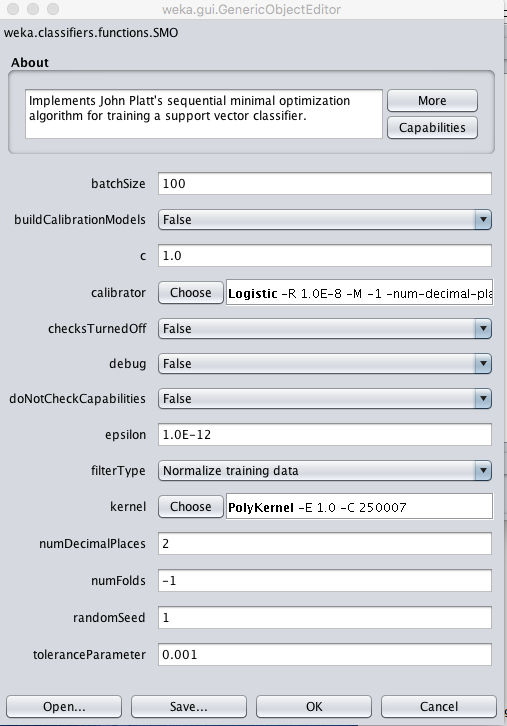 weka.gui.GenericObjectEditor
weka.classifiers.functions.SMO
About
Implements John Platt's sequential minimal optimization
algorithm for training a support vector classifier.
More
Capabilities
batchSize 100
buildCalibrationModels False
c 1.0
calibrator Choose Logistic -R 1.0E-8 -M -1 -num-decimal-pla
checksTurnedOff False
debug False
doNotCheckCapabilities False
epsilon 1.0E-12
filterType Normalize training data
kernel Choose PolyKernel -E 1.0 -C 250007
numDecimalPlaces 2
numFolds -1
randomSeed 1
toleranceParameter 0.001
Open... Save... OK Cancel